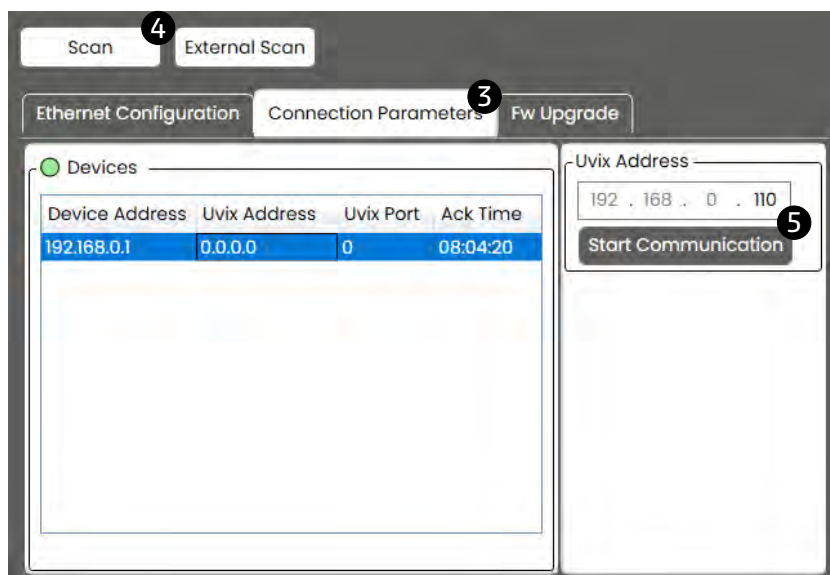 Scan 4 External Scan
Ethernet Configuration Connection Parameters 3 Fw Upgrade
Devices
Device Address Uvix Address Uvix Port Ack Time
192.168.0.1 0.0.0.0 0 08:04:20
Uvix Address
192 . 168 . 0 . 110
5
Start Communication